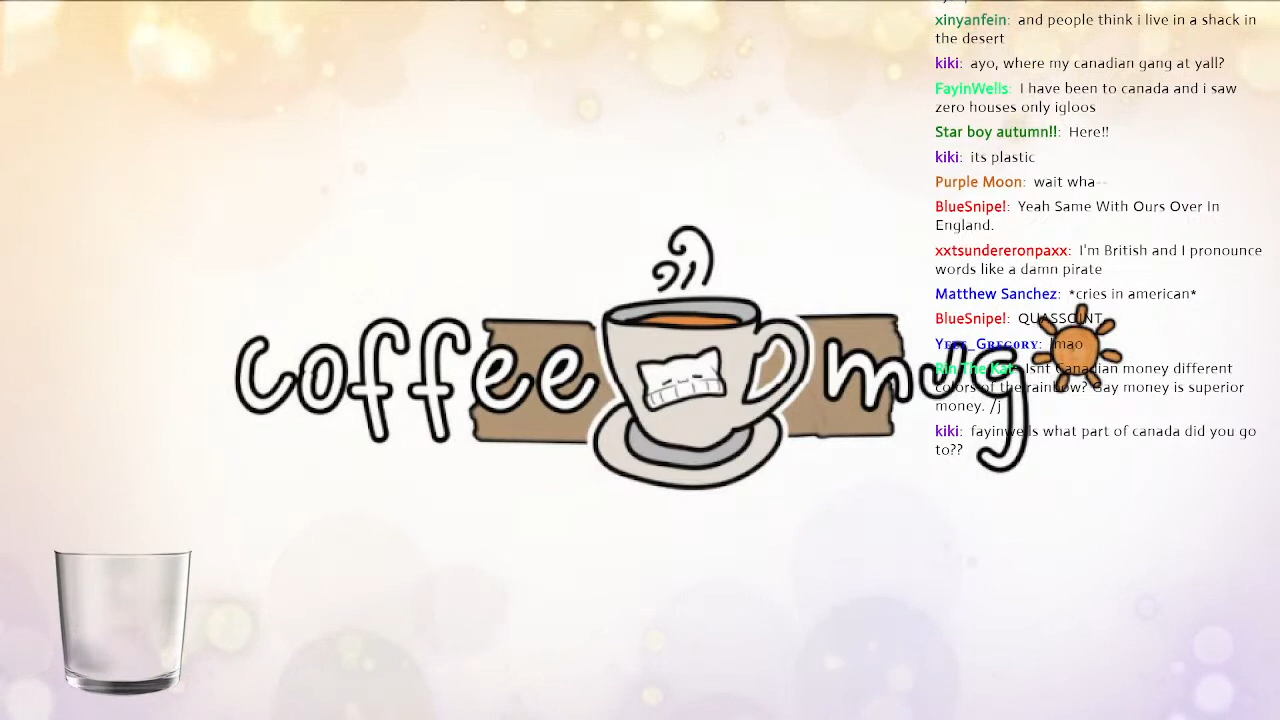 xinyanfein: and people think i live in a shack in
the desert
kiki: ayo, where my canadian gang at yall?
FayinWells: I have been to canada and i saw
zero houses only igloos
Star boy autumn!!: Here!!
kiki: its plastic
Purple Moon: wait wha--
BlueSnipe!: Yeah Same With Ours Over In
England.
xxtsundereronpaxx: I'm British and I pronounce
words like a damn pirate
Matthew Sanchez: *cries in american*
BlueSnipe!: QUASSOINT
Yeet_Gregory: lmao
Rin The Kat: Isnt Canadian money different
colors of the rainbow? Gay money is superior
money. /j
kiki: fayinwells what part of canada did you go
to??
coffee mug